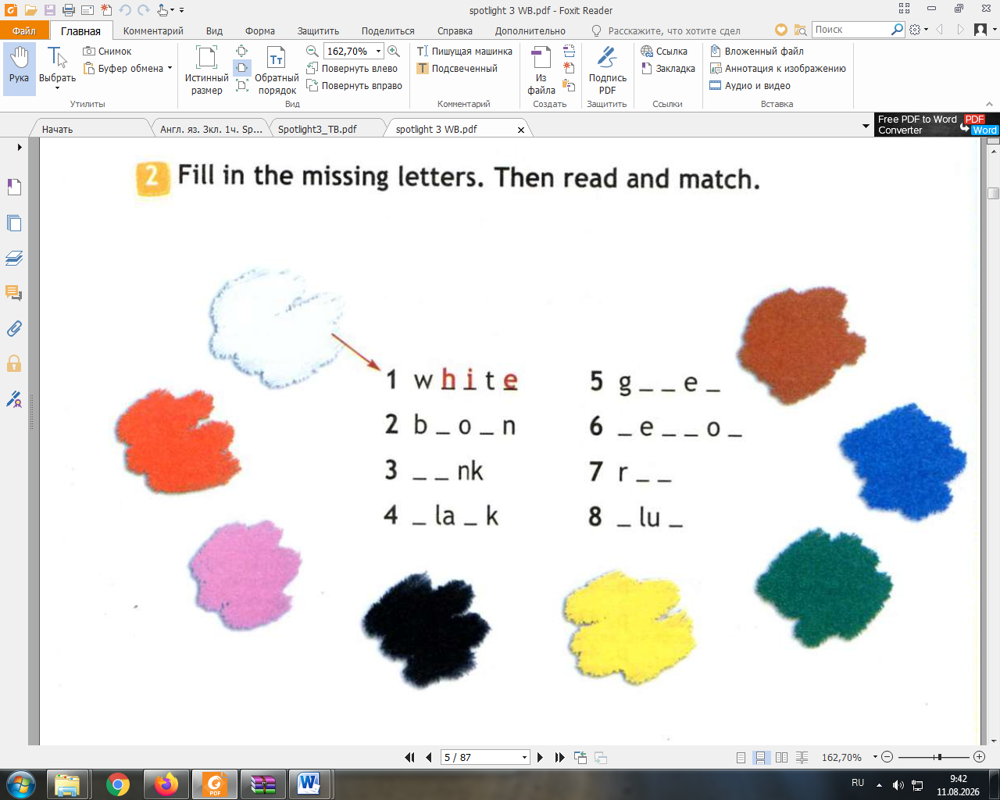 spotlight 3 WB.pdf - Foxit Reader
Файл Главная Комментарий Вид Форма Защитить Поделиться Справка Дополнительно Расскажите, что хотите сдел Поиск
Рука
Выбрать
Снимок
Буфер обмена
Утилиты
Истинный размер
162,70%
Обратный порядок
Повернуть влево
Повернуть вправо
Вид
Пишущая машинка
Подсвеченный
Комментарий
Из файла
Создать
Подпись PDF
Защитить
Ссылка
Закладка
Ссылки
Вложенный файл
Аннотация к изображению
Аудио и видео
Вставка
Начать Англ. яз. 3кл. 1ч. Sp... Spotlight3_TB.pdf spotlight 3 WB.pdf
Free PDF to Word PDF
Converter Word
2 Fill in the missing letters. Then read and match.
1 w h i t e
2 b _ o _ n
3 _ _ nk
4 _ la _ k
5 g _ _ e _
6 _ e _ _ o _
7 r _ _
8 _ lu _
5 / 87
162,70%
PDF
RU
9:42
11.08.2026